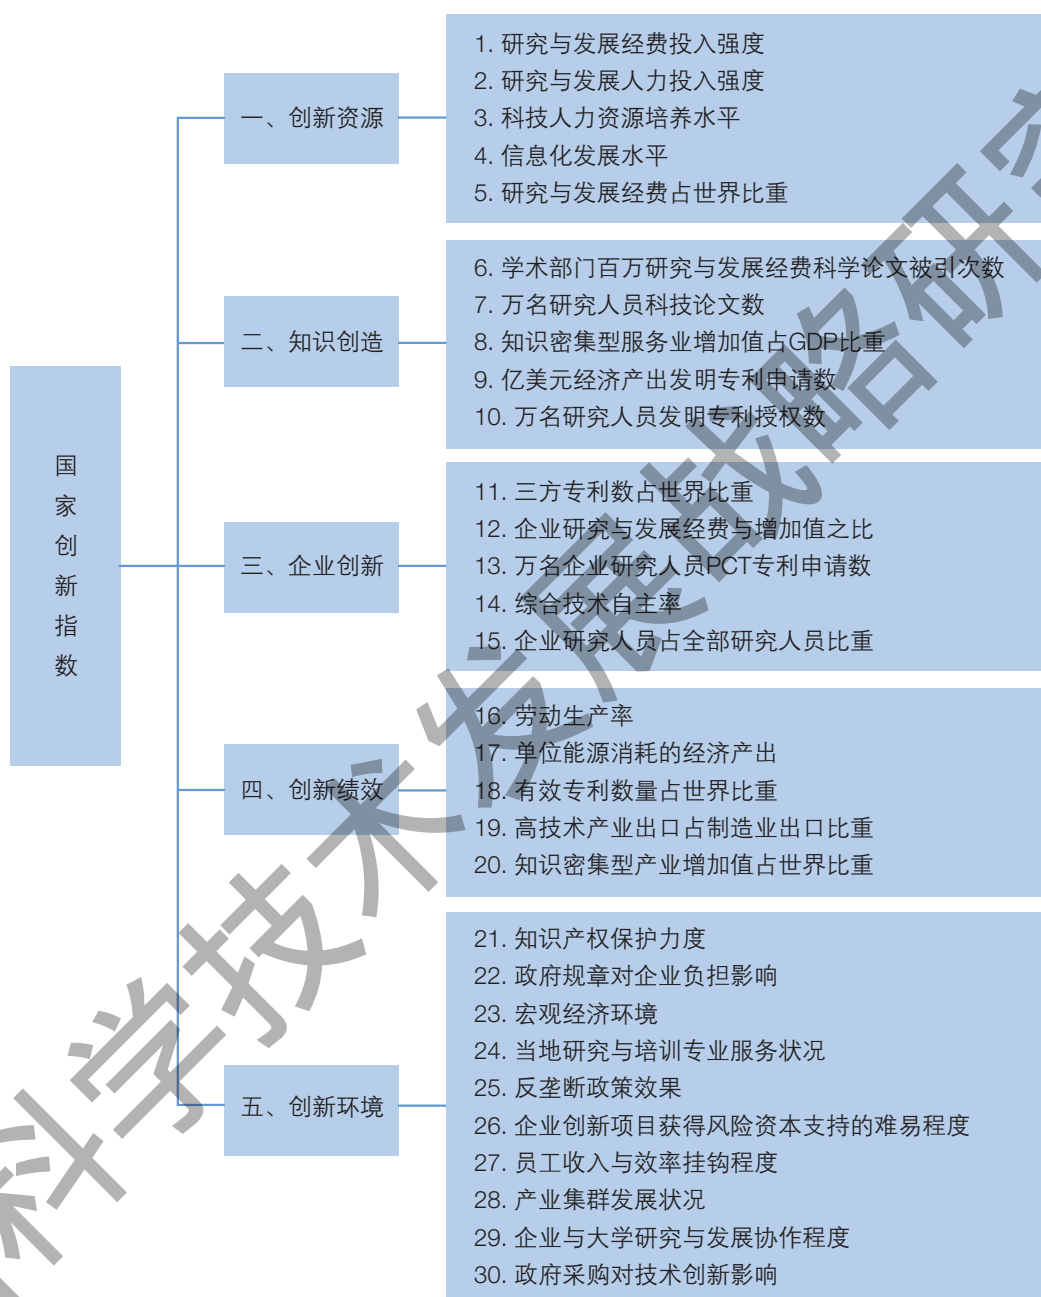 国家创新指数
一、创新资源
1. 研究与发展经费投入强度
2. 研究与发展人力投入强度
3. 科技人力资源培养水平
4. 信息化发展水平
5. 研究与发展经费占世界比重
二、知识创造
6. 学术部门百万研究与发展经费科学论文被引次数
7. 万名研究人员科技论文数
8. 知识密集型服务业增加值占GDP比重
9. 亿美元经济产出发明专利申请数
10. 万名研究人员发明专利授权数
三、企业创新
11. 三方专利数占世界比重
12. 企业研究与发展经费与增加值之比
13. 万名企业研究人员PCT专利申请数
14. 综合技术自主率
15. 企业研究人员占全部研究人员比重
四、创新绩效
16. 劳动生产率
17. 单位能源消耗的经济产出
18. 有效专利数量占世界比重
19. 高技术产业出口占制造业出口比重
20. 知识密集型产业增加值占世界比重
五、创新环境
21. 知识产权保护力度
22. 政府规章对企业负担影响
23. 宏观经济环境
24. 当地研究与培训专业服务状况
25. 反垄断政策效果
26. 企业创新项目获得风险资本支持的难易程度
27. 员工收入与效率挂钩程度
28. 产业集群发展状况
29. 企业与大学研究与发展协作程度
30. 政府采购对技术创新影响
科学技术发展战略研究